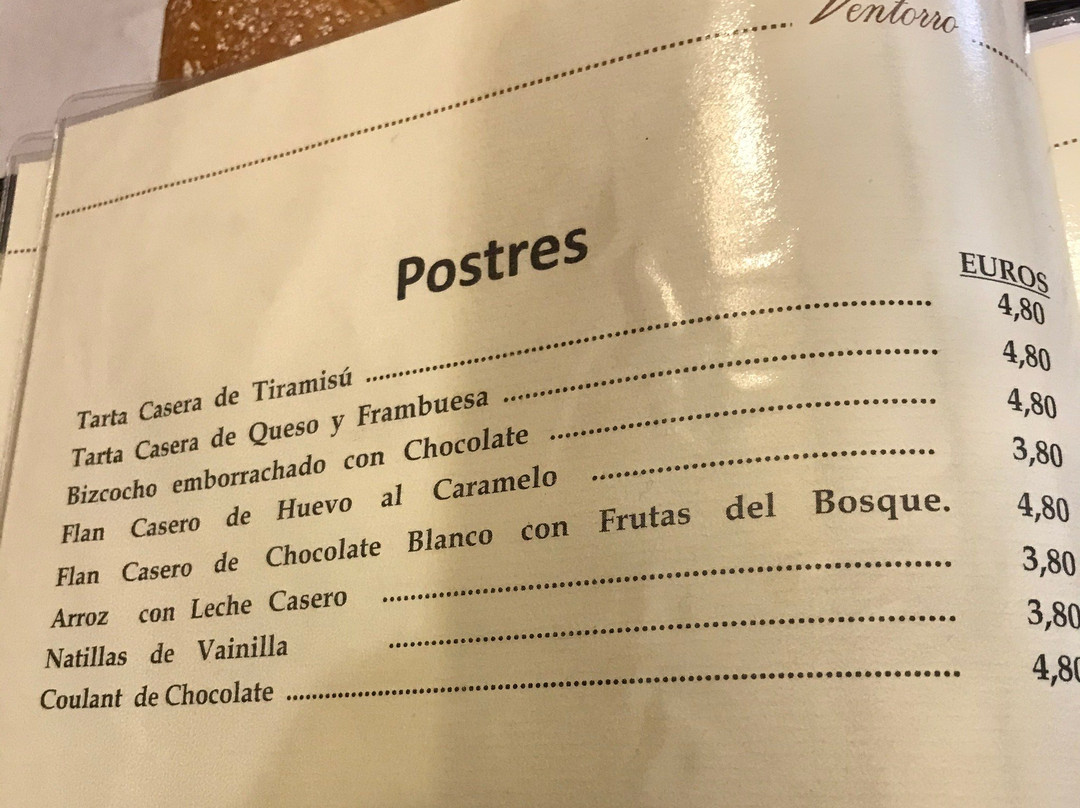 Ventorro
Postres
EUROS
Tarta Casera de Tiramisú ........ 4,80
Tarta Casera de Queso y Frambuesa ........ 4,80
Bizcocho emborrachado con Chocolate ........ 4,80
Flan Casero de Huevo al Caramelo ........ 3,80
Flan Casero de Chocolate Blanco con Frutas del Bosque. 4,80
Arroz con Leche Casero ........ 3,80
Natillas de Vainilla ........ 3,80
Coulant de Chocolate ........ 4,80